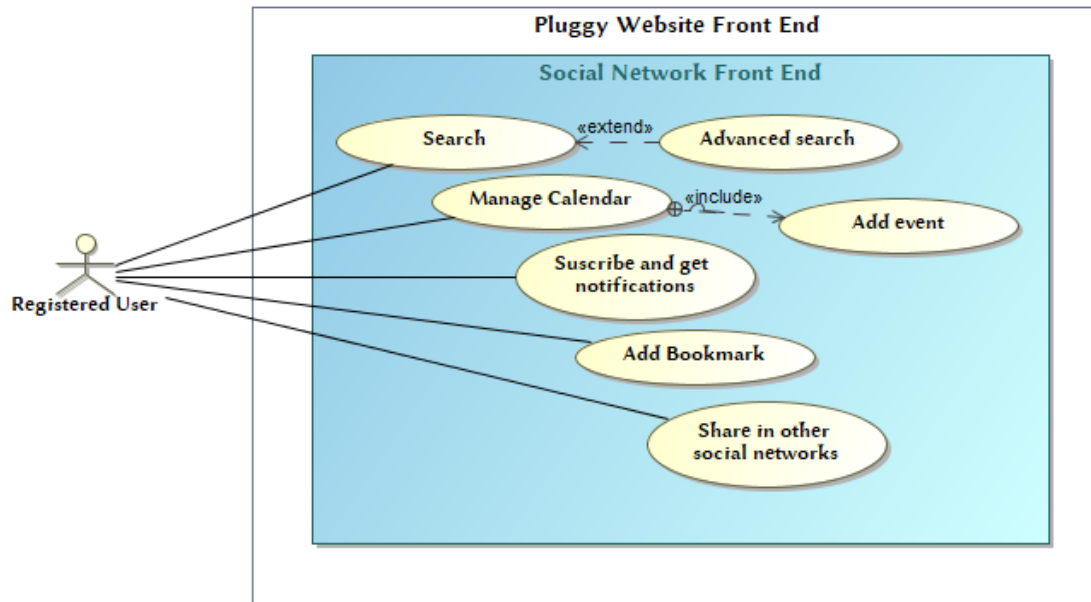 Pluggy Website Front End
Social Network Front End
Search
«extend»
Advanced search
Manage Calendar
«include»
Add event
Suscribe and get
notifications
Registered User
Add Bookmark
Share in other
social networks